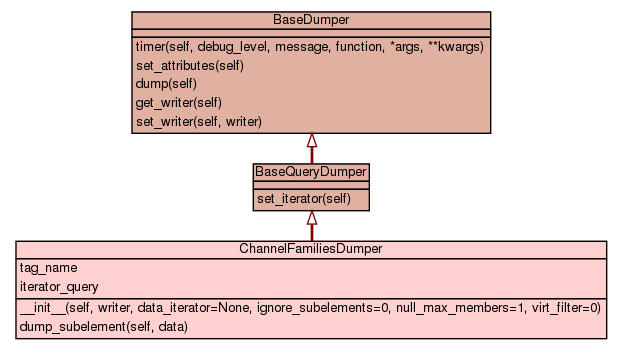 BaseDumper
timer(self, debug_level, message, function, *args, **kwargs)
set_attributes(self)
dump(self)
get_writer(self)
set_writer(self, writer)
BaseQueryDumper
set_iterator(self)
ChannelFamiliesDumper
tag_name
iterator_query
__init__(self, writer, data_iterator=None, ignore_subelements=0, null_max_members=1, virt_filter=0)
dump_subelement(self, data)